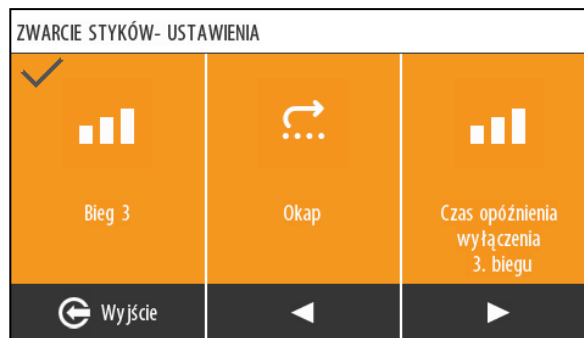 ZWARCIE STYKÓW- USTAWIENIA
Bieg 3
Okap
Czas opóźnienia
wyłączenia
3. biegu
Wyjście